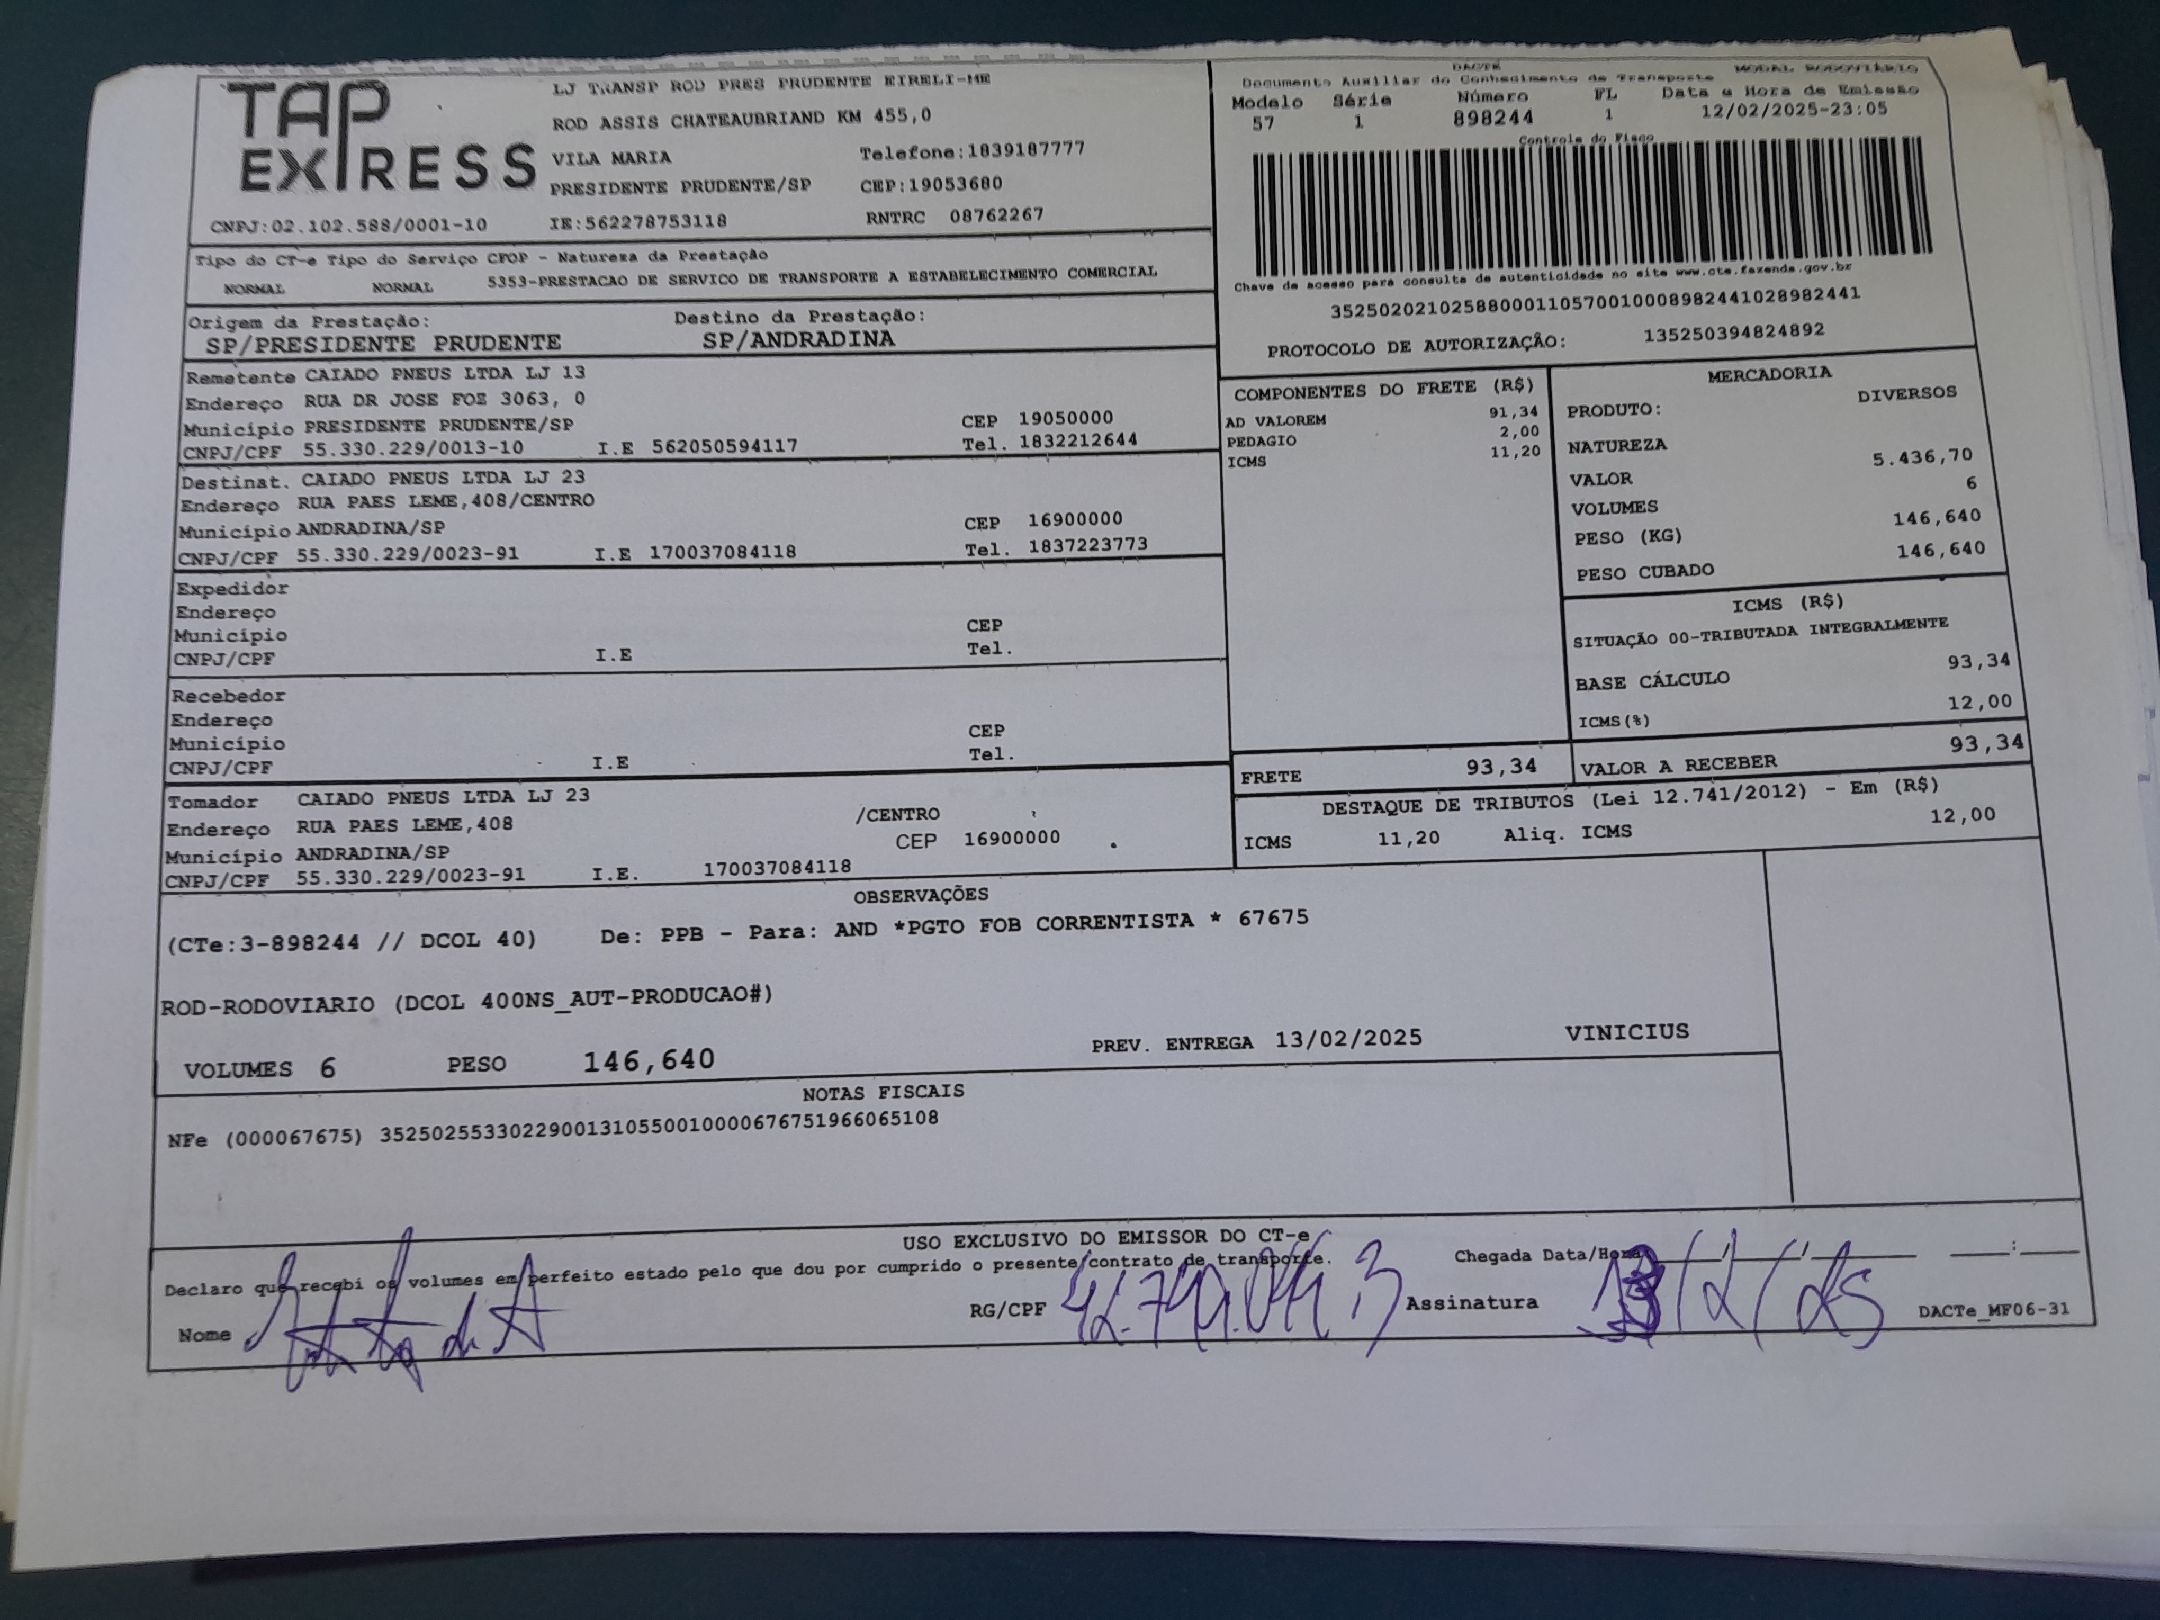 TAP EXPRESS
LJ TRANSP ROD PRES PRUDENTE EIRELI-ME
ROD ASSIS CHATEAUBRIAND KM 455,0
VILA MARIA Telefone:1839187777
PRESIDENTE PRUDENTE/SP CEP:19053680
CNPJ:02.102.588/0001-10 IE:562278753118 RNTRC 08762267
DACTE MODAL RODOVIÁRIO
Documento Auxiliar do Conhecimento de Transporte
Modelo Série Número FL Data e Hora de Emissão
57 1 898244 1 12/02/2025-23:05
Controle do Fisco
Chave de acesso para consulta de autenticidade no site www.cte.fazenda.gov.br
35250202102588000110570010008982441028982441
PROTOCOLO DE AUTORIZAÇÃO: 135250394824892
Tipo do CT-e Tipo do Serviço CFOP - Natureza da Prestação
NORMAL NORMAL 5353-PRESTACAO DE SERVICO DE TRANSPORTE A ESTABELECIMENTO COMERCIAL
Origem da Prestação: Destino da Prestação:
SP/PRESIDENTE PRUDENTE SP/ANDRADINA
Remetente CAIADO PNEUS LTDA LJ 13
Endereço RUA DR JOSE FOZ 3063, 0
Município PRESIDENTE PRUDENTE/SP CEP 19050000
CNPJ/CPF 55.330.229/0013-10 I.E 562050594117 Tel. 1832212644
Destinat. CAIADO PNEUS LTDA LJ 23
Endereço RUA PAES LEME,408/CENTRO
Município ANDRADINA/SP CEP 16900000
CNPJ/CPF 55.330.229/0023-91 I.E 170037084118 Tel. 1837223773
Expedidor
Endereço
Município CEP
CNPJ/CPF I.E Tel.
Recebedor
Endereço
Município CEP
CNPJ/CPF I.E Tel.
Tomador CAIADO PNEUS LTDA LJ 23
Endereço RUA PAES LEME,408 /CENTRO
Município ANDRADINA/SP CEP 16900000
CNPJ/CPF 55.330.229/0023-91 I.E. 170037084118
COMPONENTES DO FRETE (R$)
AD VALOREM 91,34
PEDAGIO 2,00
ICMS 11,20
FRETE 93,34
MERCADORIA
PRODUTO: DIVERSOS
NATUREZA
VALOR 5.436,70
VOLUMES 6
PESO (KG) 146,640
PESO CUBADO 146,640
ICMS (R$)
SITUAÇÃO 00-TRIBUTADA INTEGRALMENTE
BASE CÁLCULO 93,34
ICMS(%) 12,00
VALOR A RECEBER 93,34
DESTAQUE DE TRIBUTOS (Lei 12.741/2012) - Em (R$)
ICMS 11,20 Aliq. ICMS 12,00
OBSERVAÇÕES
(CTe:3-898244 // DCOL 40) De: PPB - Para: AND *PGTO FOB CORRENTISTA * 67675
ROD-RODOVIARIO (DCOL 400NS_AUT-PRODUCAO#)
VOLUMES 6 PESO 146,640 PREV. ENTREGA 13/02/2025 VINICIUS
NOTAS FISCAIS
NFe (000067675) 35250255330229001310550010000676751966065108
USO EXCLUSIVO DO EMISSOR DO CT-e
Declaro que recebi os volumes em perfeito estado pelo que dou por cumprido o presente contrato de transporte. Chegada Data/Hora: / / :
Nome RG/CPF Assinatura 13/2/25 DACTe_MF06-31